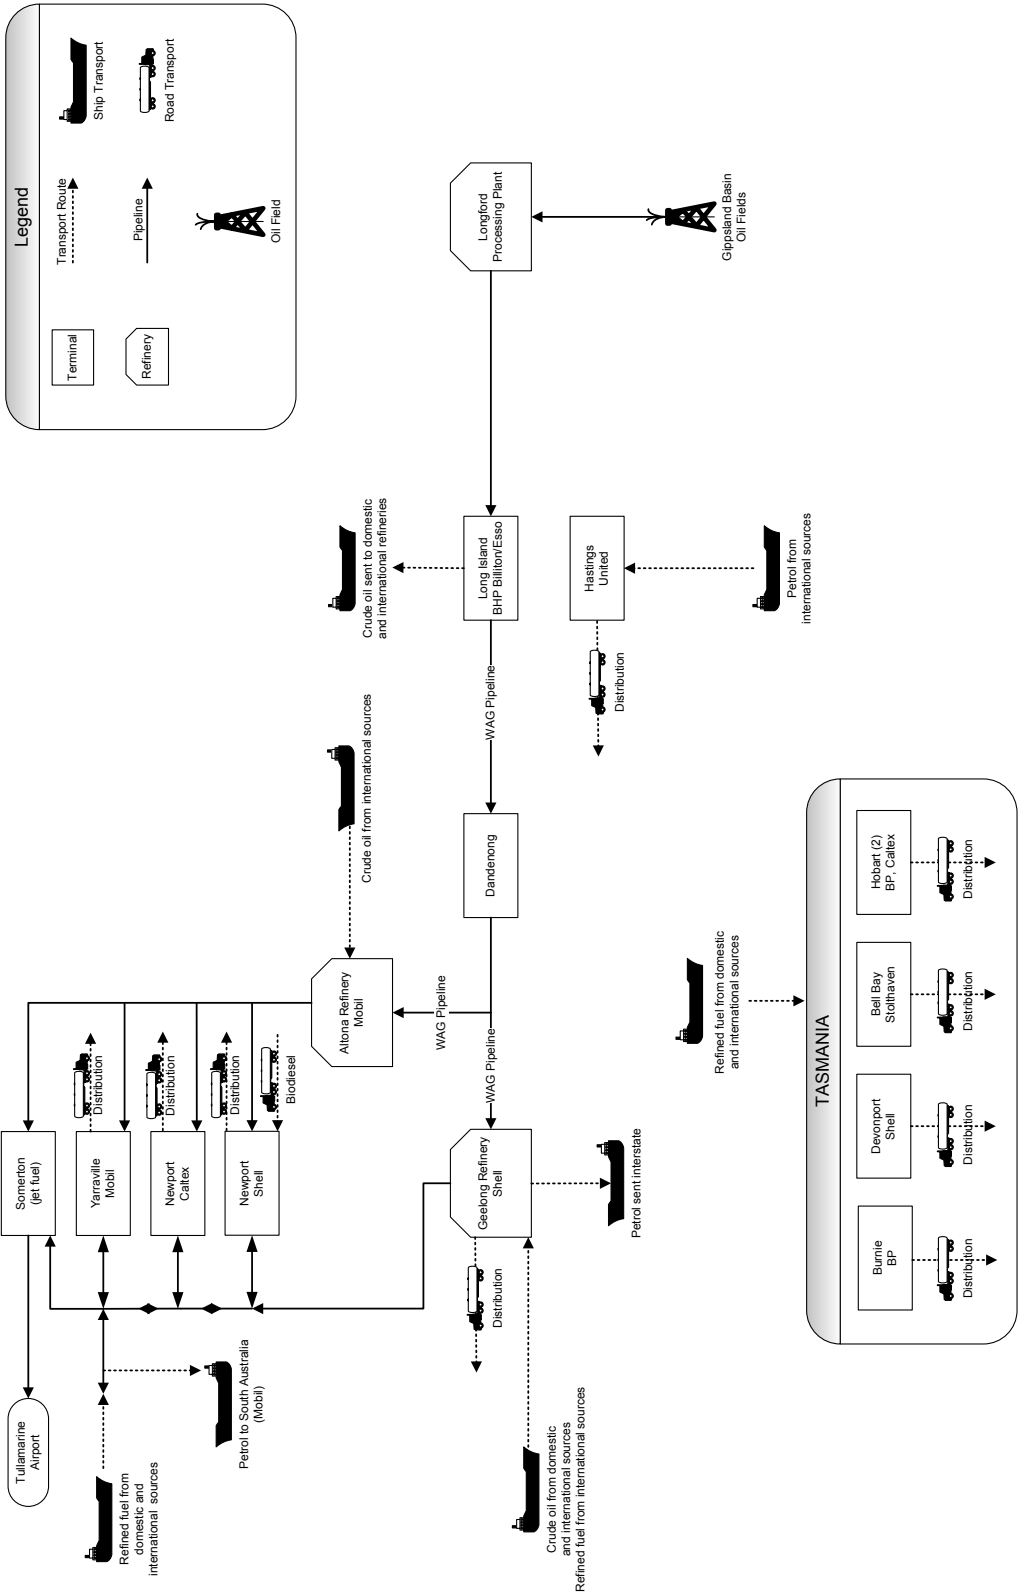 Legend
Terminal
Refinery
Transport Route
Pipeline
Oil Field
Ship Transport
Road Transport
Tullamarine
Airport
Somerton
(jet fuel)
Yarraville
Mobil
Newport
Caltex
Newport
Shell
Distribution
Distribution
Distribution
Biodiesel
Refined fuel from
domestic and
international sources
Petrol to South Australia
(Mobil)
Altona Refinery
Mobil
Crude oil from international sources
Crude oil sent to domestic
and international refineries
Geelong Refinery
Shell
WAG Pipeline
WAG Pipeline
Dandenong
WAG Pipeline
Long Island
BHP Billiton/Esso
Longford
Processing Plant
Gippsland Basin
Oil Fields
Distribution
Crude oil from domestic
and international sources
Refined fuel from international sources
Petrol sent interstate
Hastings
United
Distribution
Petrol from
international sources
Refined fuel from domestic
and international sources
TASMANIA
Burnie
BP
Devonport
Shell
Bell Bay
Stolthaven
Hobart (2)
BP, Caltex
Distribution
Distribution
Distribution
Distribution